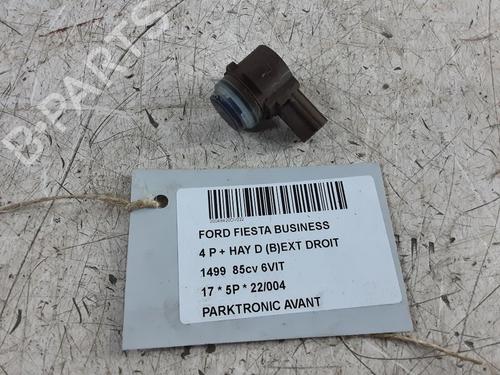 B-PARTS
FORD FIESTA BUSINESS
4 P + HAY D (B)EXT DROIT
1499 85cv 6VIT
17 * 5P * 22/004
PARKTRONIC AVANT